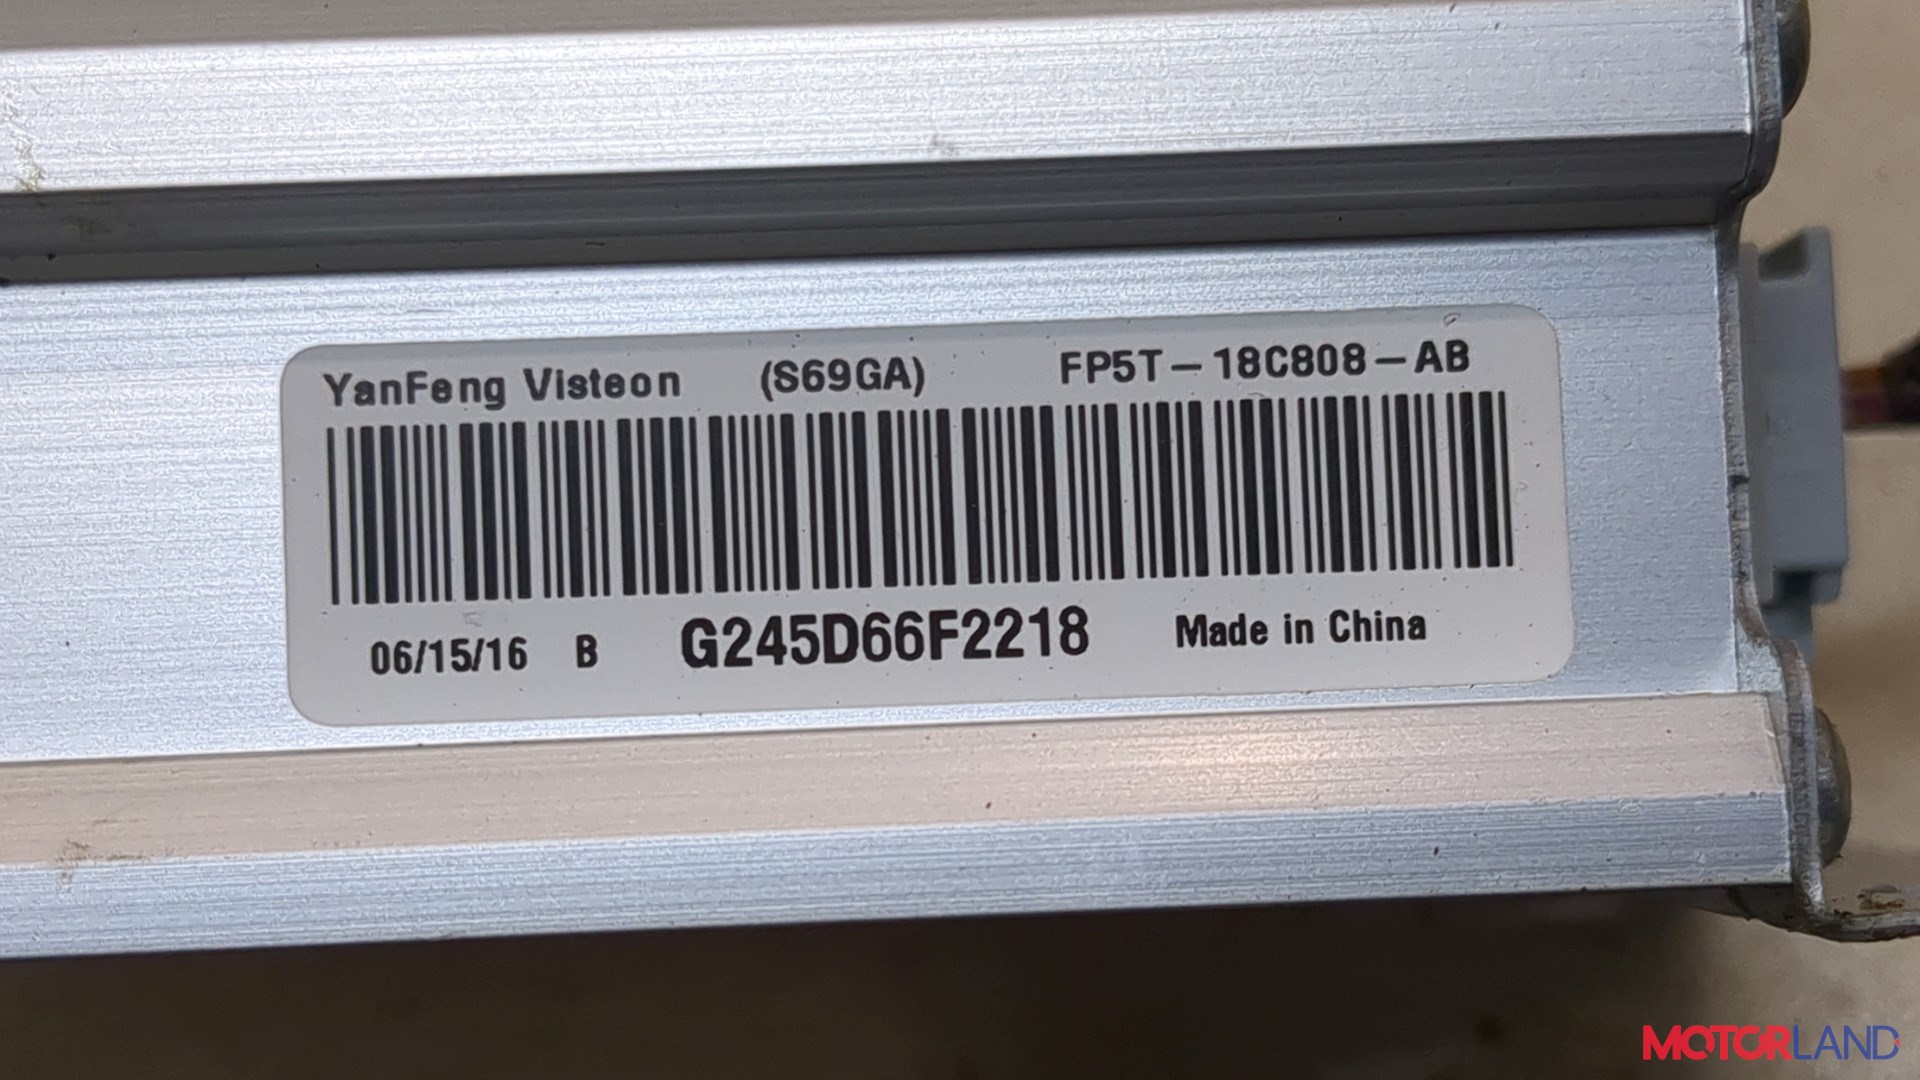 YanFeng Visteon (S69GA) FP5T-18C808-AB
06/15/16 B G245D66F2218 Made in China
MOTORLAND